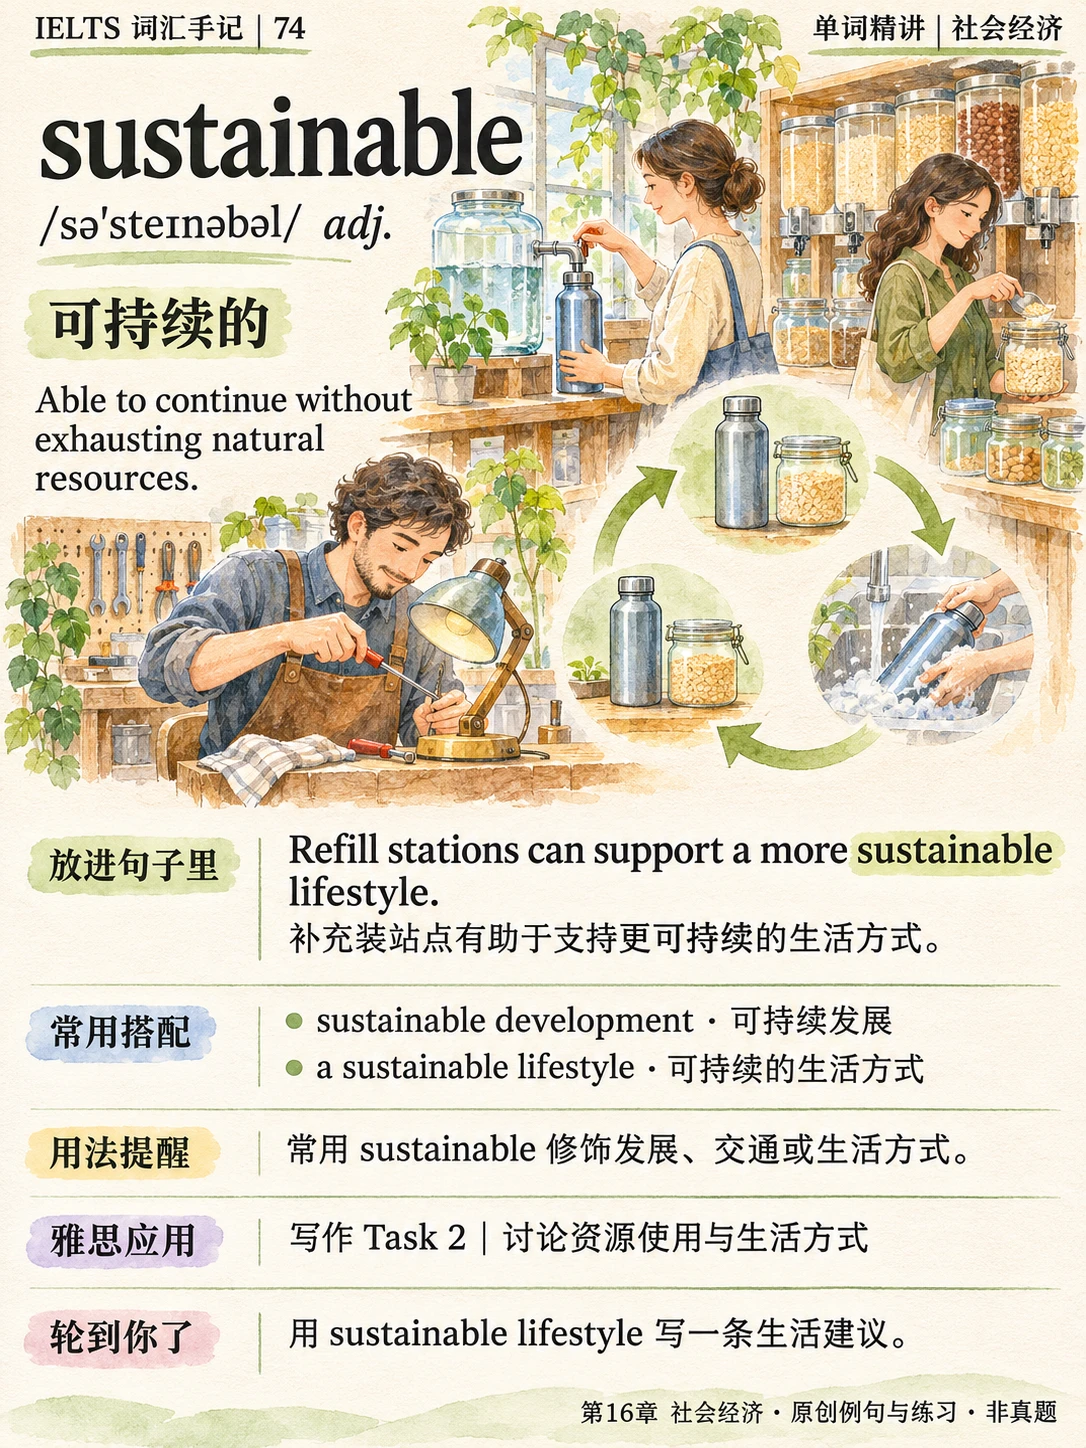 IELTS 词汇手记 | 74
单词精讲 | 社会经济
sustainable
/sə'steɪnəbəl/ adj.
可持续的
Able to continue without
exhausting natural
resources.
放进句子里
Refill stations can support a more sustainable
lifestyle.
补充装站点有助于支持更可持续的生活方式。
常用搭配
sustainable development · 可持续发展
a sustainable lifestyle · 可持续的生活方式
用法提醒
常用 sustainable 修饰发展、交通或生活方式。
雅思应用
写作 Task 2 | 讨论资源使用与生活方式
轮到你了
用 sustainable lifestyle 写一条生活建议。
第16章 社会经济 · 原创例句与练习 · 非真题